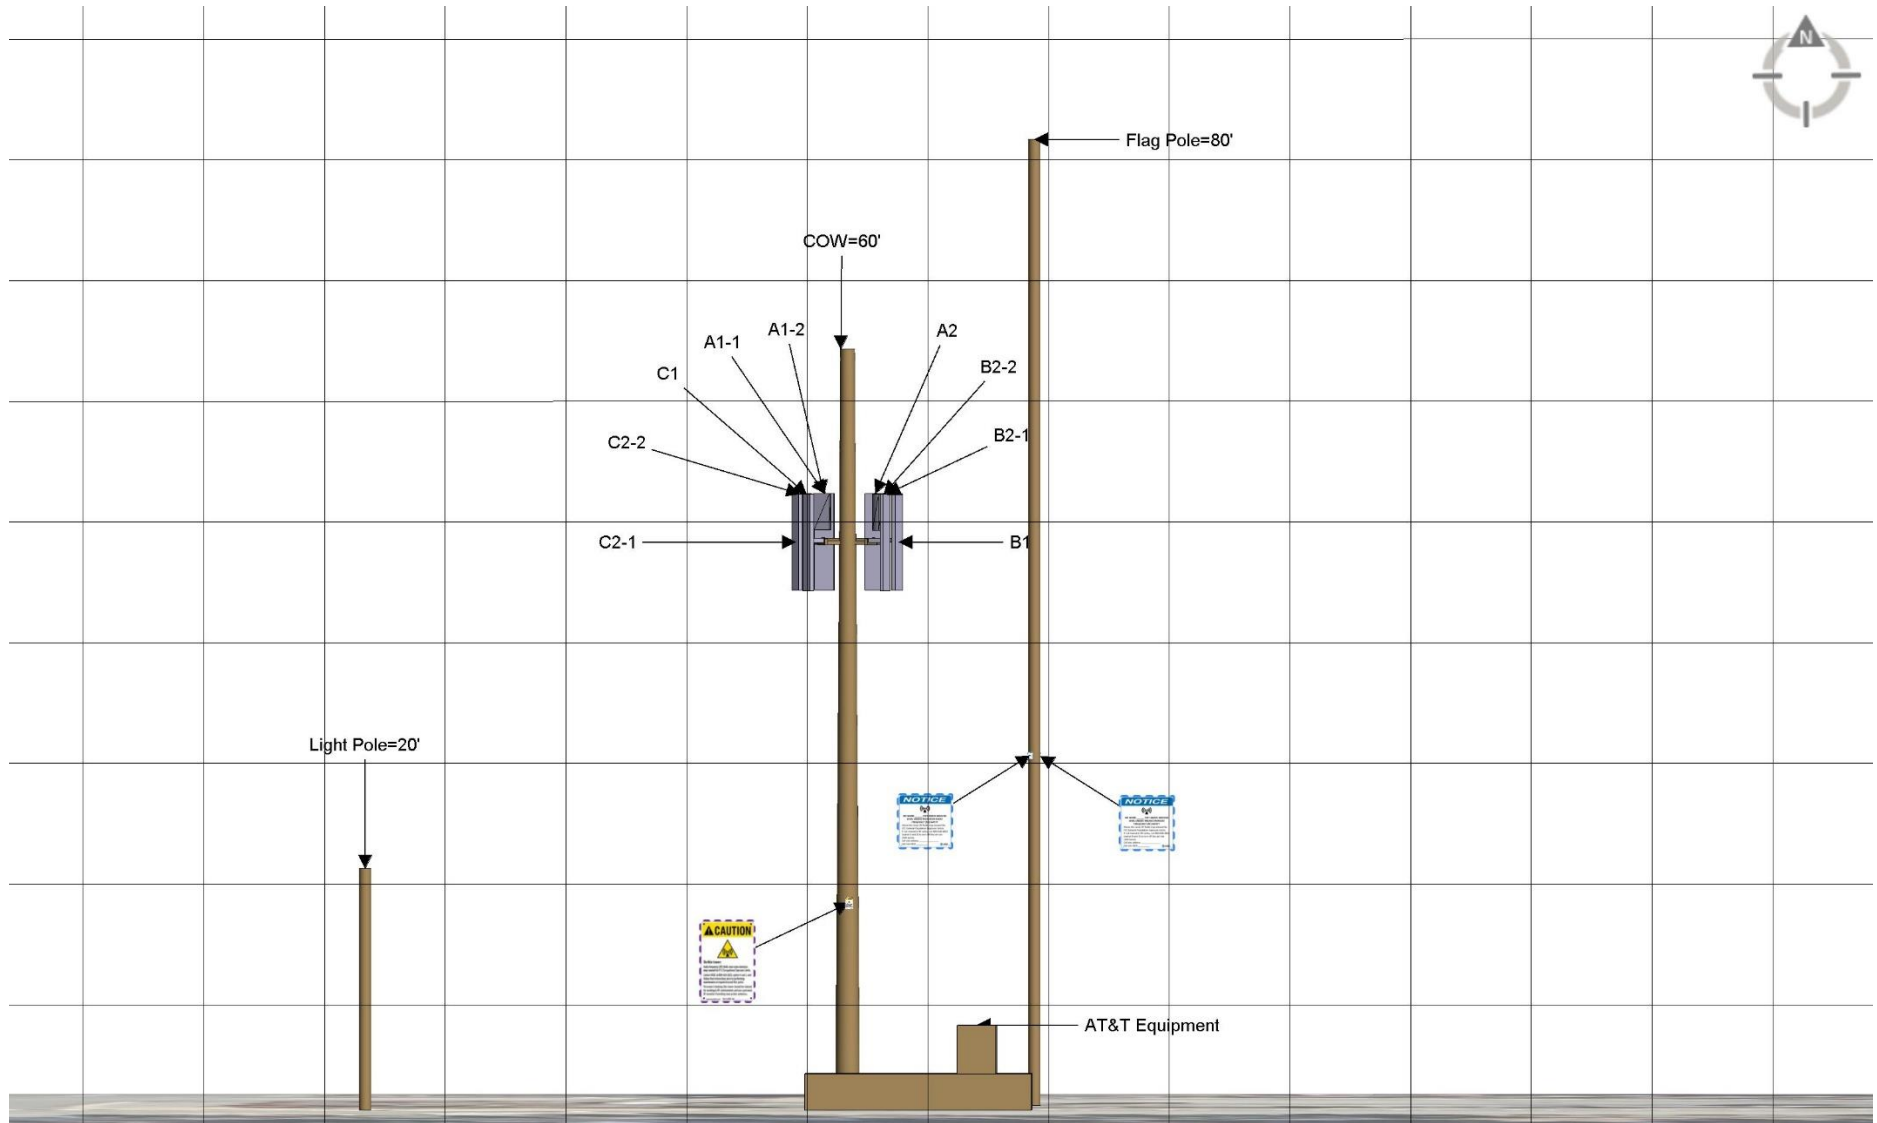 N
Flag Pole=80'
COW=60'
A1-2
A2
A1-1
B2-2
C1
B2-1
C2-2
C2-1
B1
Light Pole=20'
NOTICE
NOTICE
CAUTION
AT&T Equipment